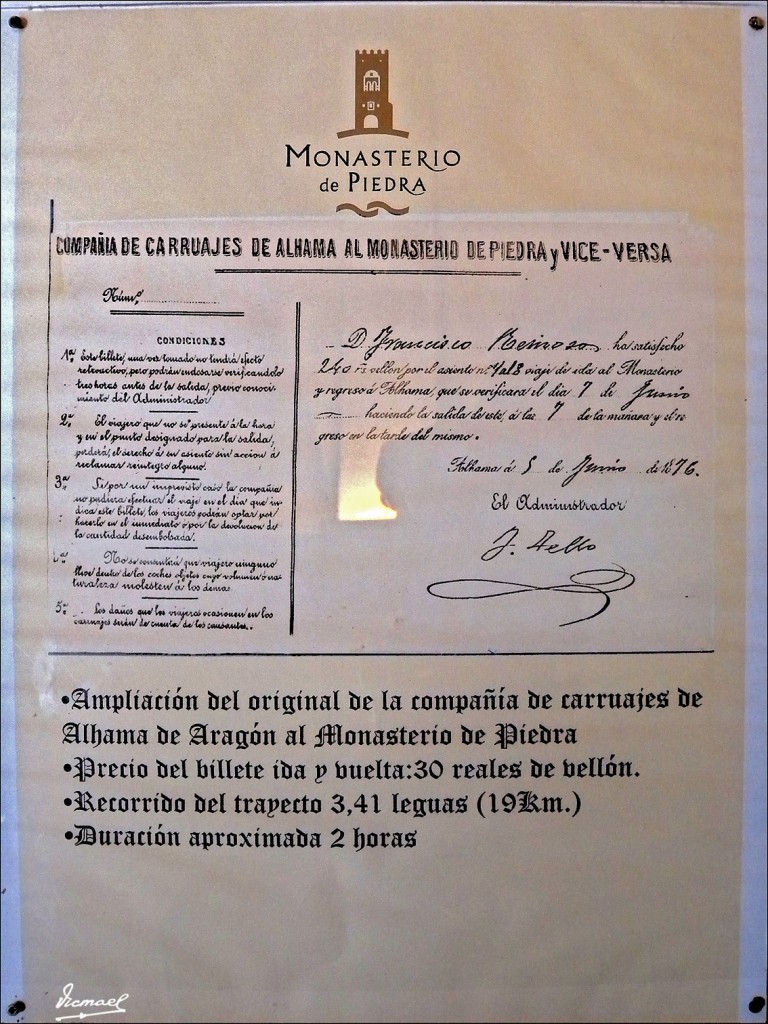 MONASTERIO
de PIEDRA
COMPAÑIA DE CARRUAJES DE ALHAMA AL MONASTERIO DE PIEDRA y VICE-VERSA
Núm.º
CONDICIONES
1ª Este billete, una vez tomado no tendrá efecto
retroactivo, pero podrán endosarse verificandolo
tres horas antes de la salida, previo conoci-
miento del Administrador
2ª El viajero que no se presente á la hora
y en el punto designado para la salida,
perderá, el derecho á su asiento sin accion á
reclamar reintegro alguno.
3ª Si por un imprevisto caso la compañia
no pudiera efectuar el viaje en el dia que in-
dica este billete, los viajeros podrán optar por
hacerlo en el inmediato ó por la devolucion de
la cantidad desembolsada.
No se consentirá que viajero ninguno
lleve dentro de los coches objetos cuyo volumen ó na-
turaleza molesten á los demas
5ª Los daños que los viajeros ocasionen en los
carruajes serán de cuenta de los causantes.
D. Francisco Reinoso ha satisfecho
240 rs vellón por el asiento nº 1 al 8 viaje de ida al Monasterio
y regreso á Alhama, que se verificara el dia 7 de Junio
haciendo la salida de este, á las 7 de la mañana y el re-
greso en la tarde del mismo.
Alhama á 5 de Junio de 1876.
El Administrador
J. Tello
•Ampliación del original de la compañía de carruajes de
Alhama de Aragón al Monasterio de Piedra
•Precio del billete ida y vuelta:30 reales de vellón.
•Recorrido del trayecto 3,41 leguas (19Km.)
•Duración aproximada 2 horas
Vicmael